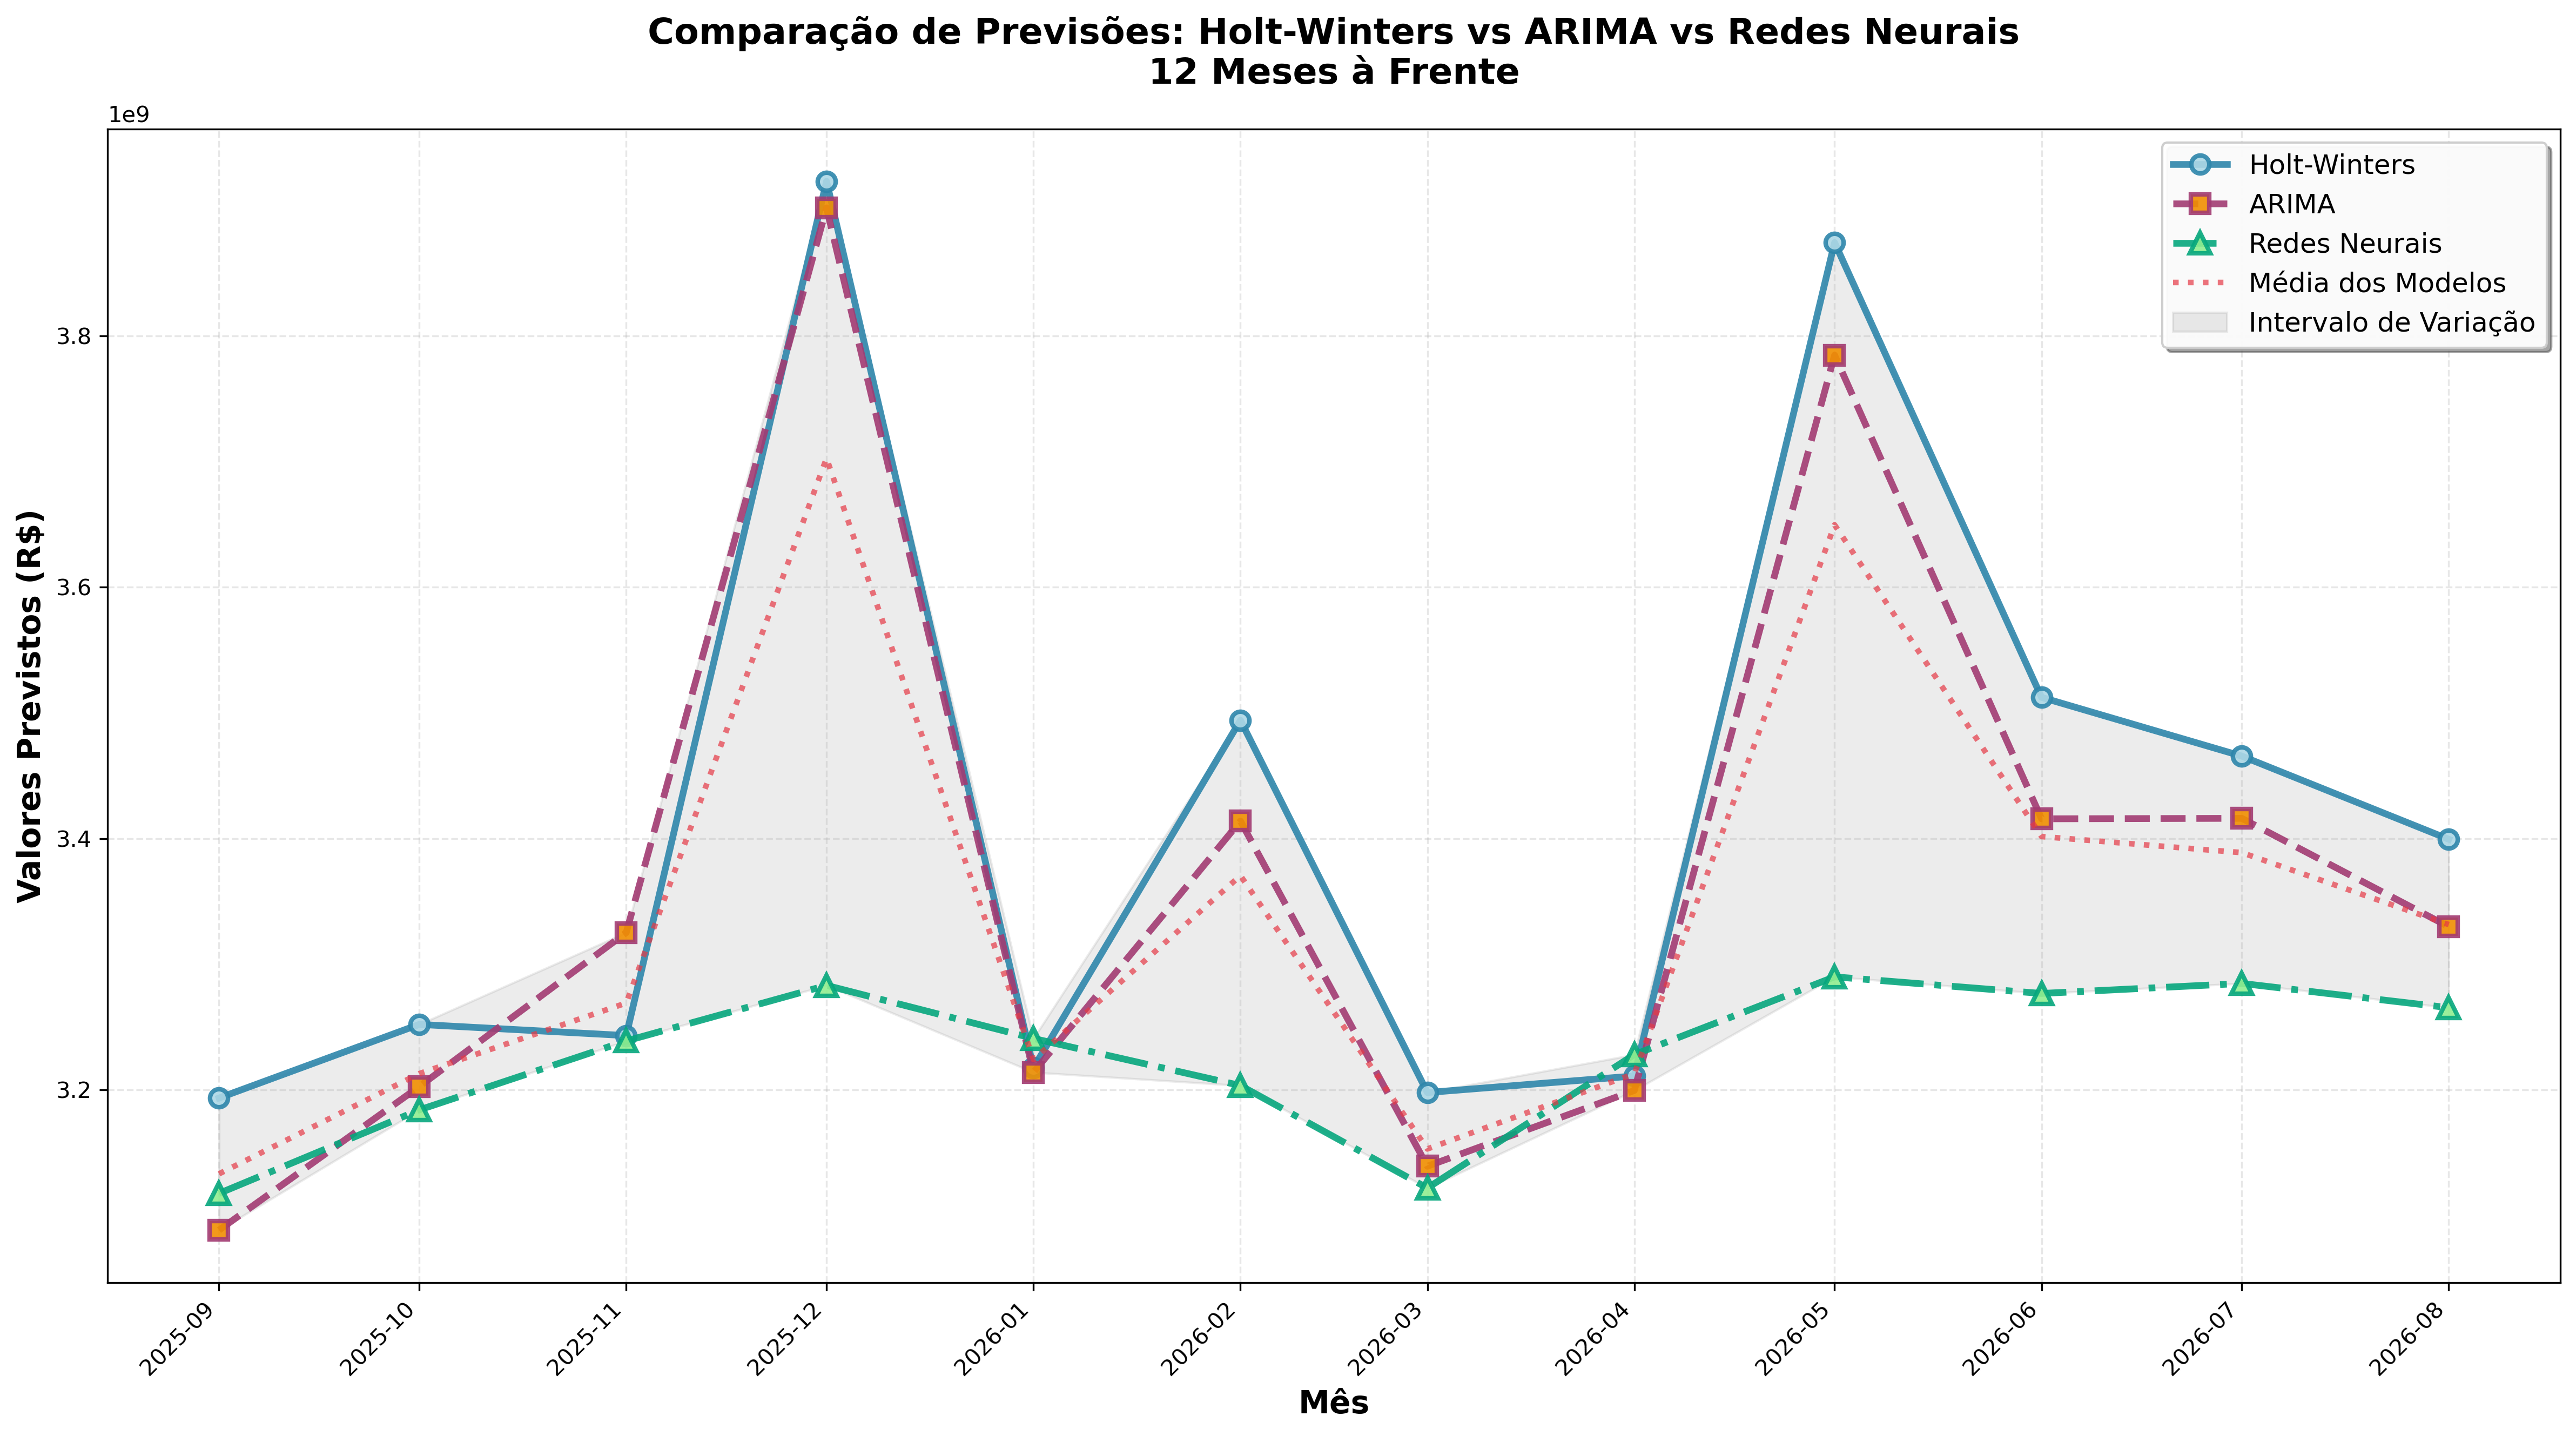 Comparação de Previsões: Holt-Winters vs ARIMA vs Redes Neurais
12 Meses à Frente
1e9
Holt-Winters
ARIMA
Redes Neurais
Média dos Modelos
Intervalo de Variação
3.8
3.6
3.4
3.2
Valores Previstos (R$)
2025-09
2025-10
2025-11
2025-12
2026-01
2026-02
2026-03
2026-04
2026-05
2026-06
2026-07
2026-08
Mês